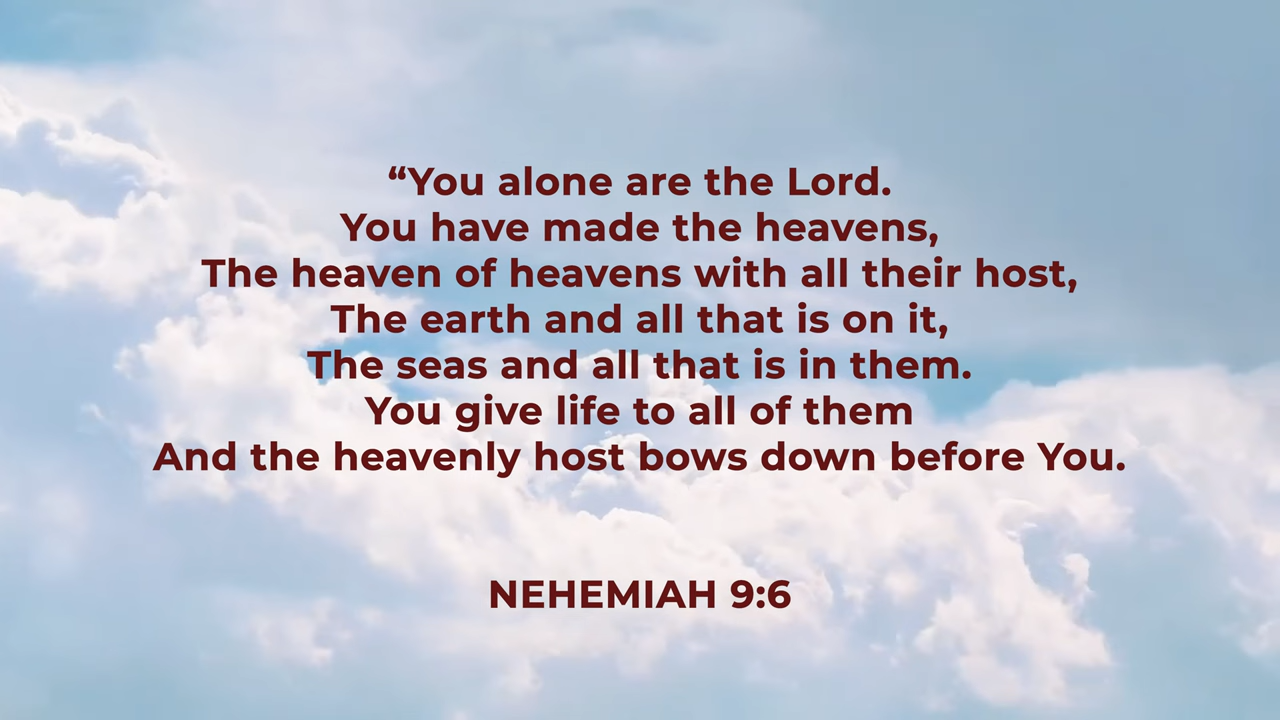 “You alone are the Lord.
You have made the heavens,
The heaven of heavens with all their host,
The earth and all that is on it,
The seas and all that is in them.
You give life to all of them
And the heavenly host bows down before You.
NEHEMIAH 9:6